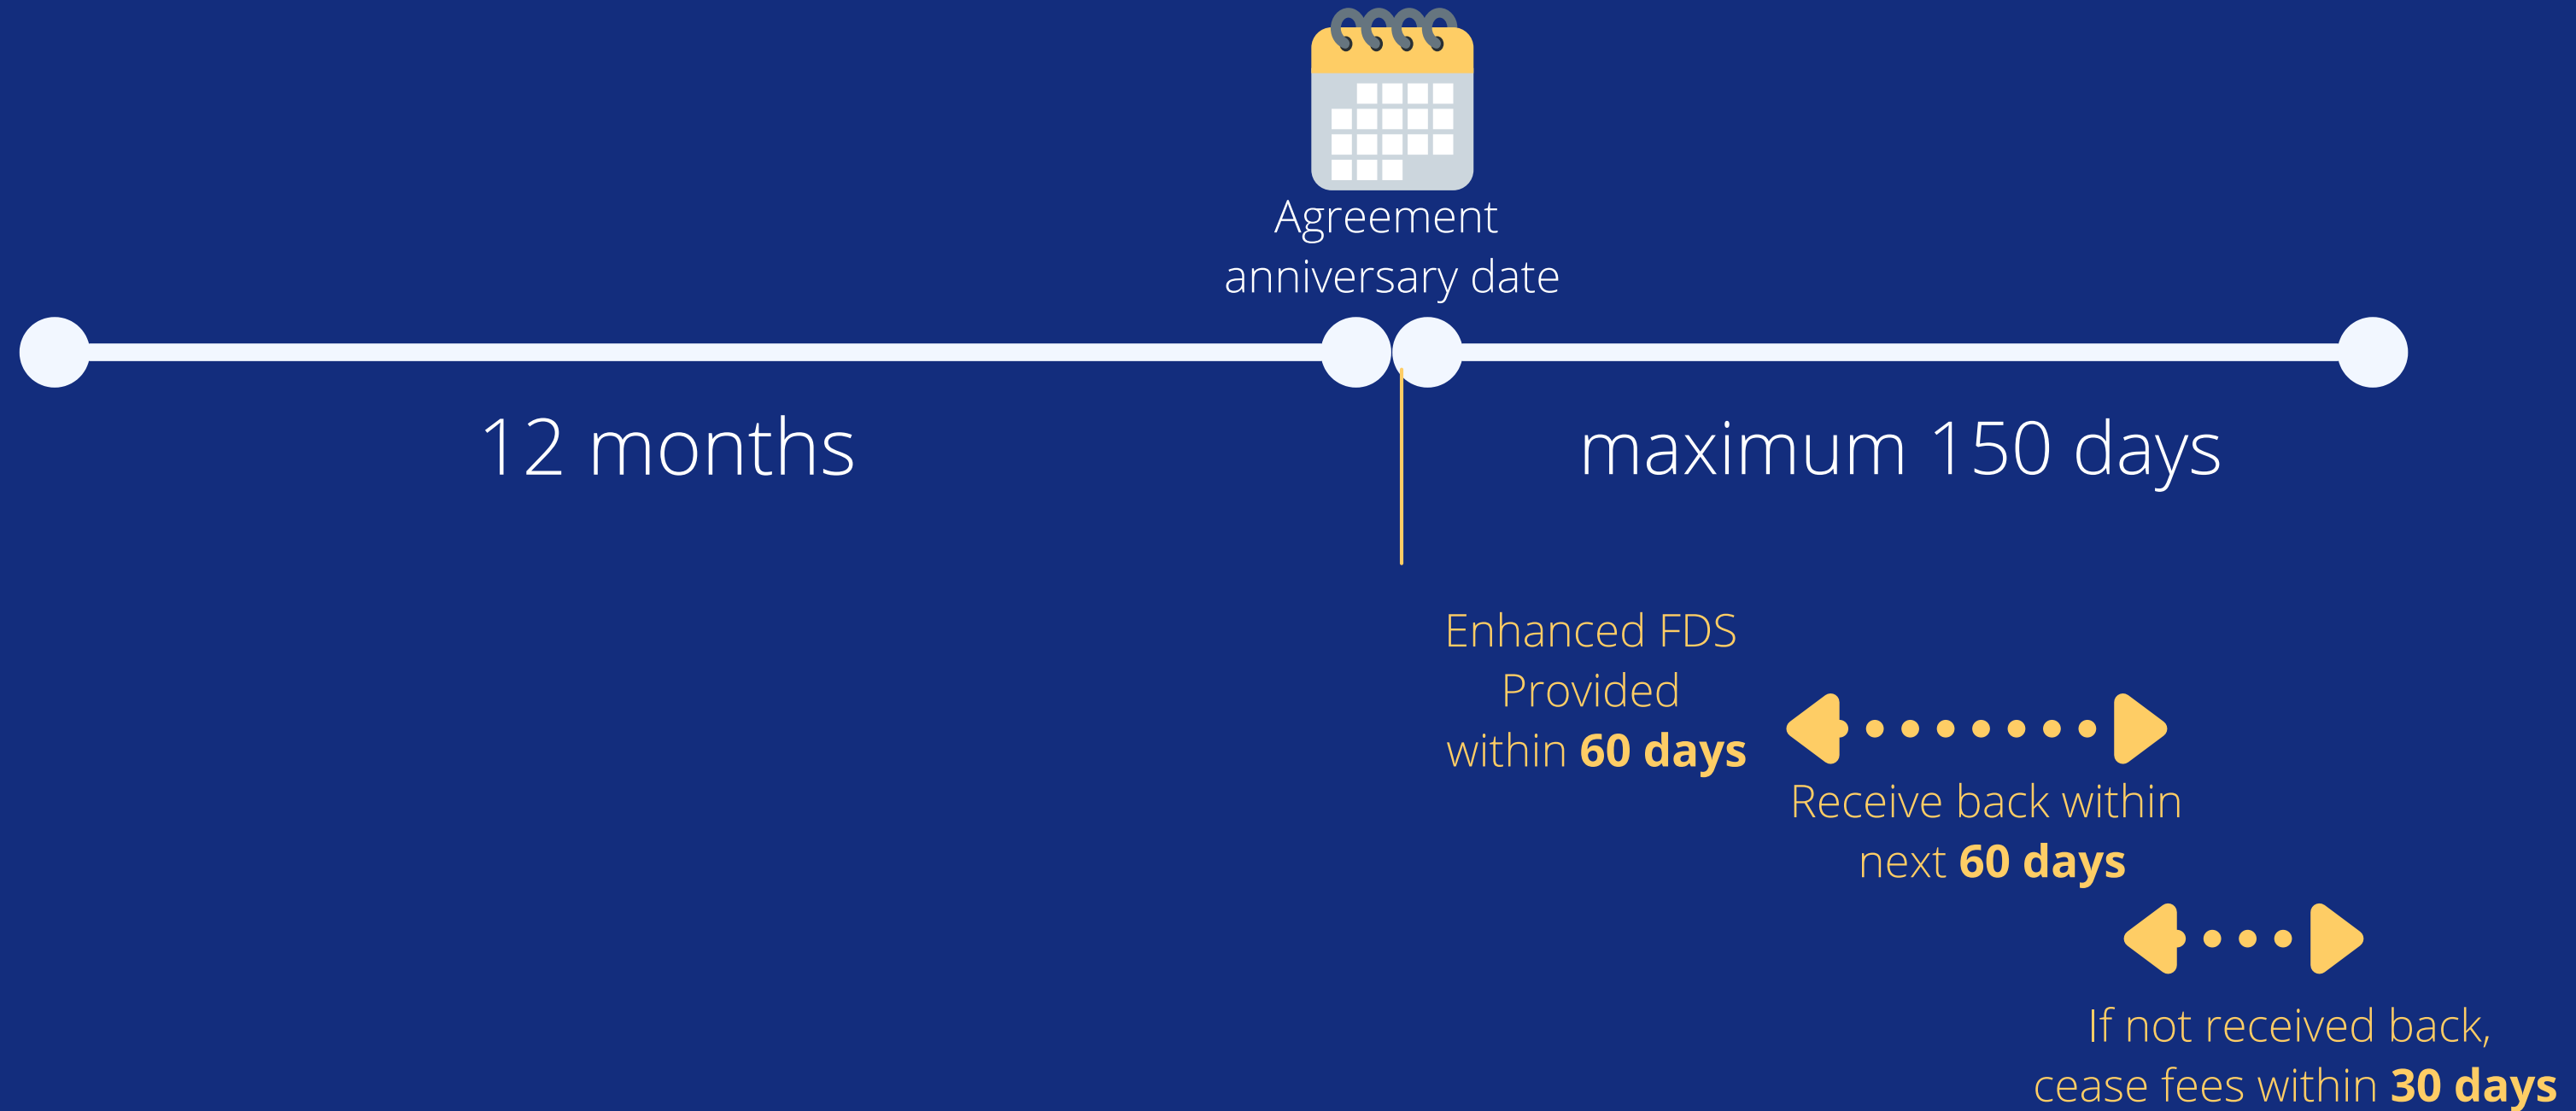 Agreement
anniversary date
12 months
maximum 150 days
Enhanced FDS
Provided
within 60 days
Receive back within
next 60 days
If not received back,
cease fees within 30 days